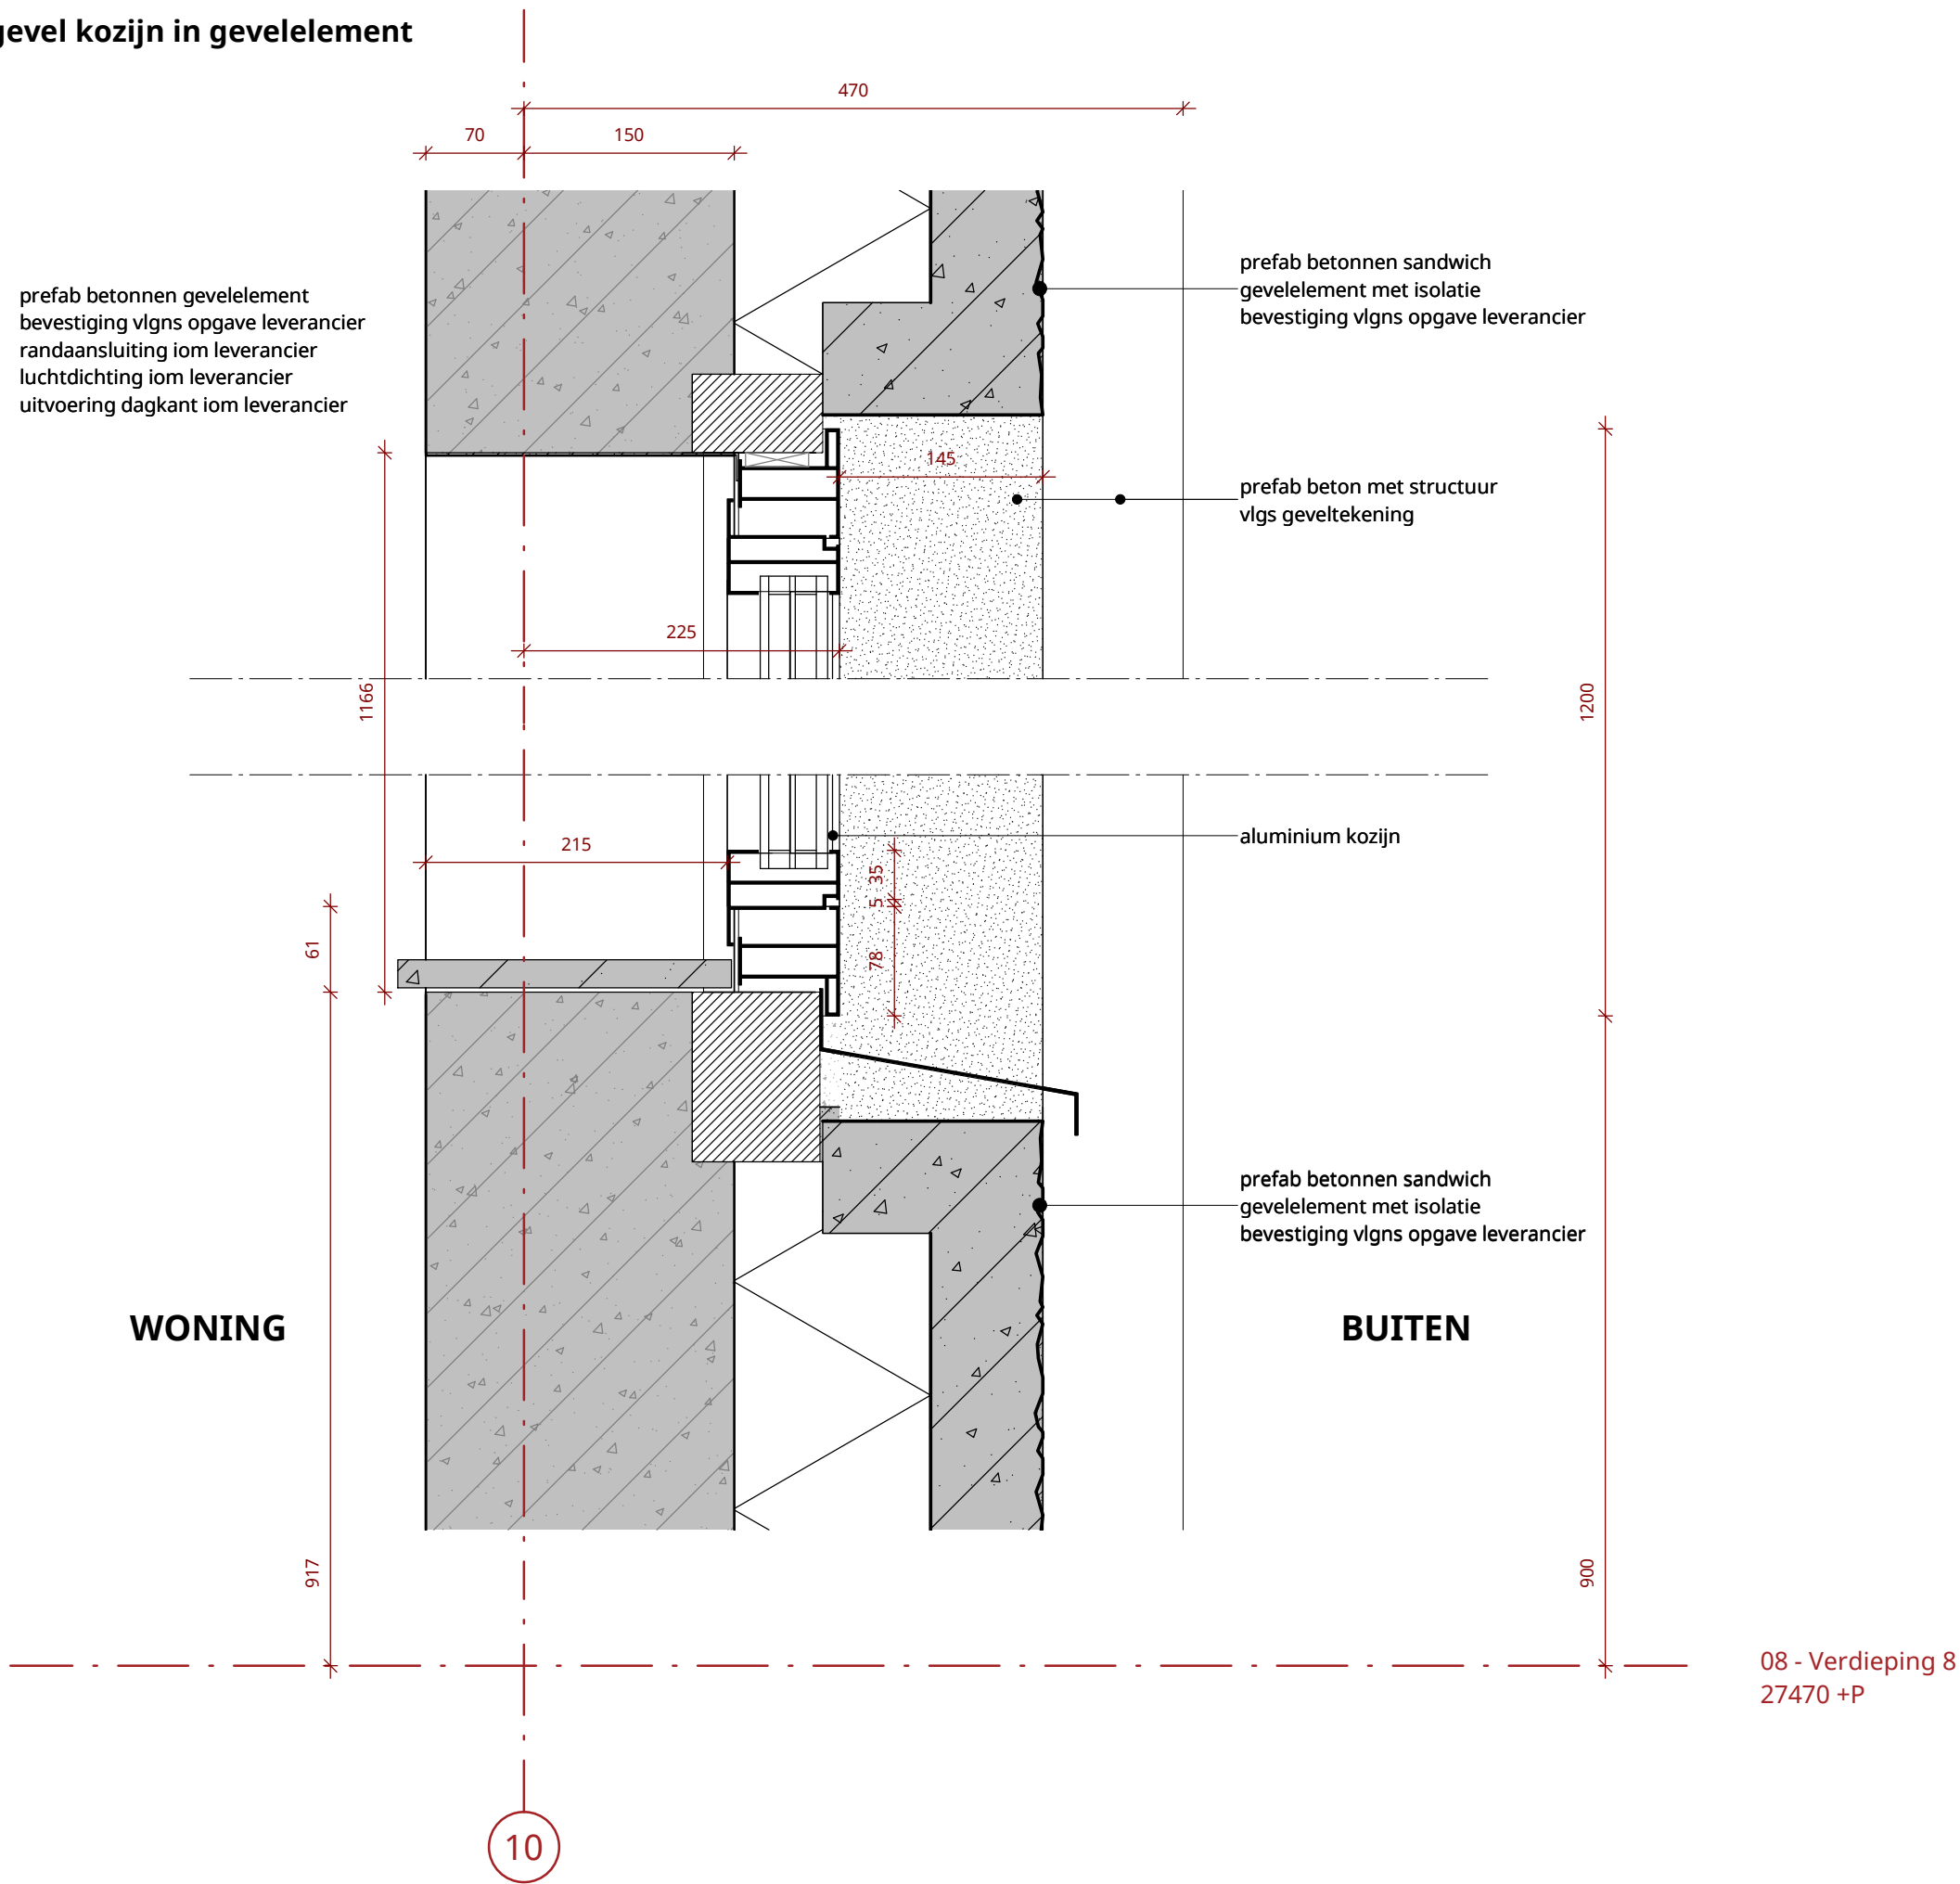 gevel kozijn in gevelelement
470
70
150
prefab betonnen sandwich
gevelelement met isolatie
bevestiging vlgns opgave leverancier
prefab betonnen gevelelement
bevestiging vlgns opgave leverancier
randaansluiting iom leverancier
luchtdichting iom leverancier
uitvoering dagkant iom leverancier
145
prefab beton met structuur
vlgs geveltekening
225
1166
1200
aluminium kozijn
215
35
5
78
61
prefab betonnen sandwich
gevelelement met isolatie
bevestiging vlgns opgave leverancier
WONING
BUITEN
917
900
08 - Verdieping 8
27470 +P
10